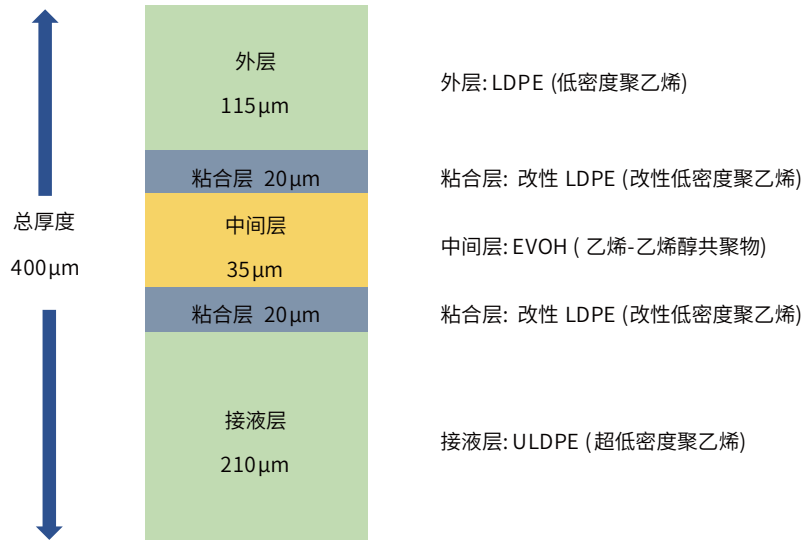 外层
115μm
外层: LDPE (低密度聚乙烯)
粘合层 20μm
粘合层: 改性 LDPE (改性低密度聚乙烯)
总厚度
400μm
中间层
35μm
中间层: EVOH ( 乙烯-乙烯醇共聚物)
粘合层 20μm
粘合层: 改性 LDPE (改性低密度聚乙烯)
接液层
210μm
接液层: ULDPE (超低密度聚乙烯)